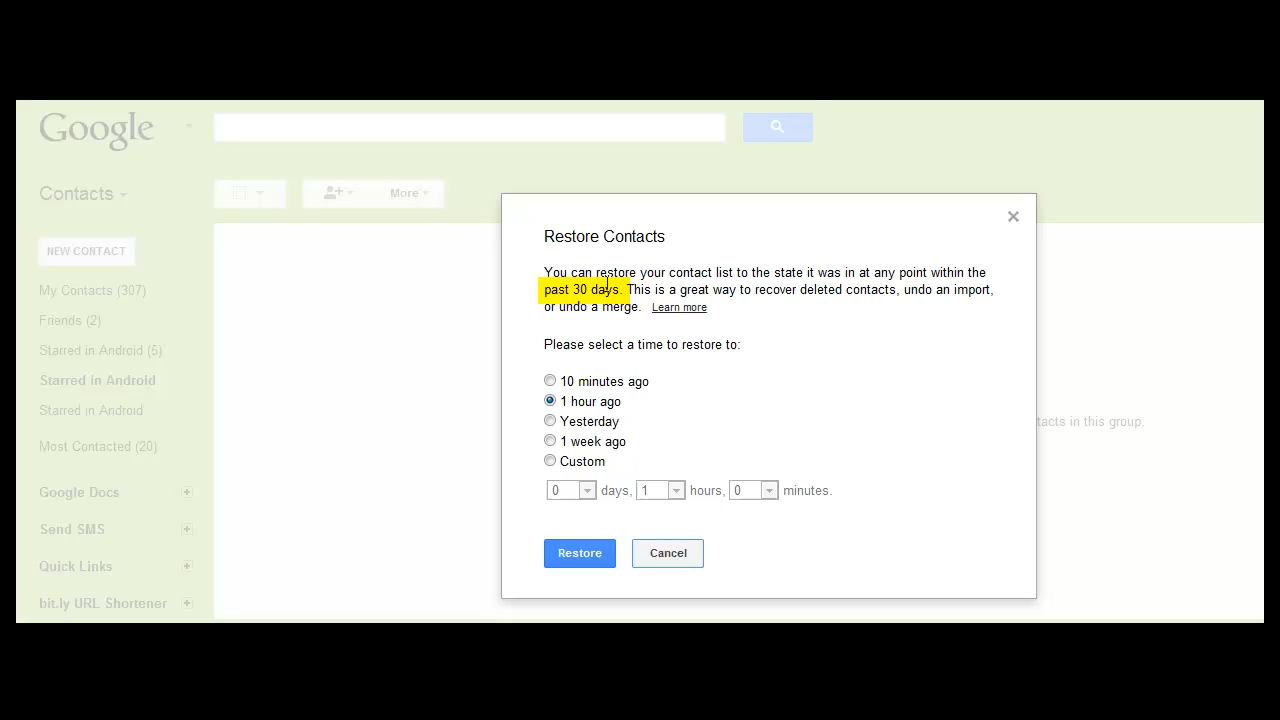 Google
Contacts
More
NEW CONTACT
My Contacts (307)
Friends (2)
Starred in Android (5)
Starred in Android
Starred in Android
Most Contacted (20)
Google Docs
Send SMS
Quick Links
bit.ly URL Shortener
Restore Contacts
You can restore your contact list to the state it was in at any point within the
past 30 days. This is a great way to recover deleted contacts, undo an import,
or undo a merge. Learn more
Please select a time to restore to:
10 minutes ago
1 hour ago
Yesterday
1 week ago
Custom
0 days, 1 hours, 0 minutes.
Restore Cancel
tacts in this group.